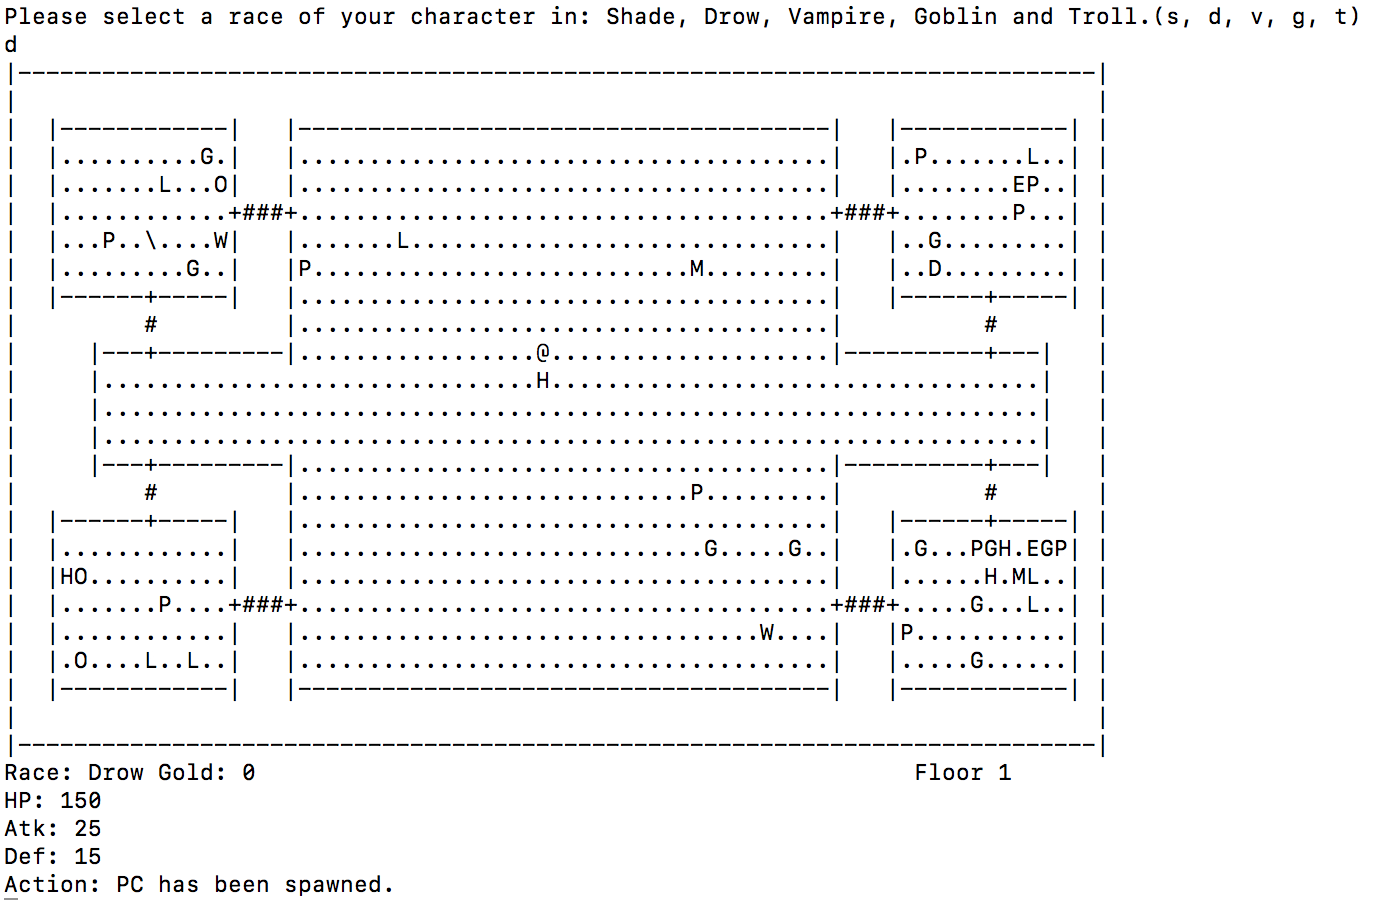 Please select a race of your character in: Shade, Drow, Vampire, Goblin and Troll.(s, d, v, g, t)
d
|-----------------------------------------------------------------------------|
|                                                                             |
|  |------------|   |--------------------------------------|   |------------| |
|  |..........G.|   |......................................|   |.P.......L..| |
|  |.......L...O|   |......................................|   |........EP..| |
|  |............+###+......................................+###+........P...| |
|  |...P..\....W|   |.......L..............................|   |..G.........| |
|  |.........G..|   |P...........................M.........|   |..D.........| |
|  |------+-----|   |......................................|   |------+-----| |
|         #         |......................................|          #       |
|     |---+---------|.................@....................|----------+---|   |
|     |...............................H...................................|   |
|     |...................................................................|   |
|     |...................................................................|   |
|     |---+---------|......................................|----------+---|   |
|         #         |............................P.........|          #       |
|  |------+-----|   |......................................|   |------+-----| |
|  |............|   |.............................G.....G..|   |.G...PGH.EGP| |
|  |HO..........|   |......................................|   |......H.ML..| |
|  |.......P....+###+......................................+###+.....G...L..| |
|  |............|   |.................................W....|   |P...........| |
|  |.O....L..L..|   |......................................|   |.....G......| |
|  |------------|   |--------------------------------------|   |------------| |
|                                                                             |
|-----------------------------------------------------------------------------|
Race: Drow Gold: 0                                               Floor 1
HP: 150
Atk: 25
Def: 15
Action: PC has been spawned.